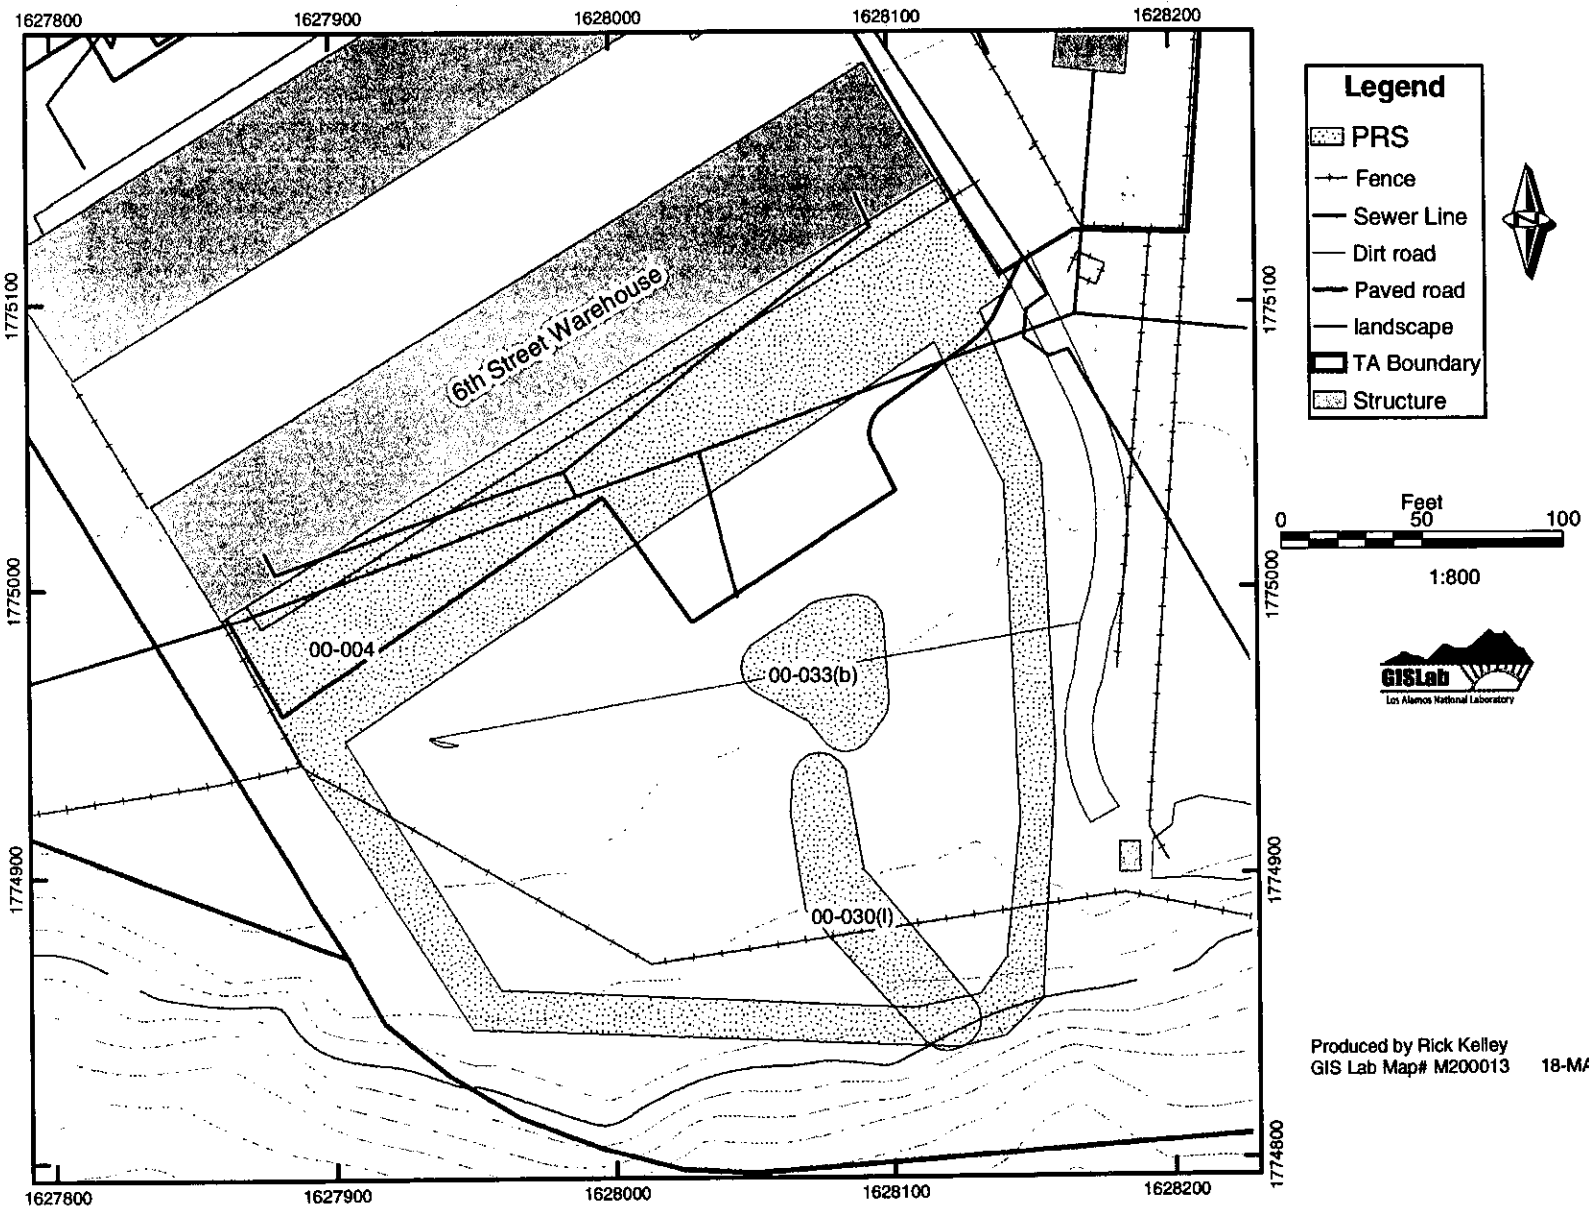 1627800
1627900
1628000
1628100
1628200
1775100
1775000
1774900
1775100
1775000
1774900
1774800
1627800
1627900
1628000
1628100
1628200
6th Street Warehouse
00-004
00-033(b)
00-030(l)
Legend
PRS
Fence
Sewer Line
Dirt road
Paved road
landscape
TA Boundary
Structure
N
Feet
0 50 100
1:800
GISLab
Los Alamos National Laboratory
Produced by Rick Kelley
GIS Lab Map# M200013 18-MA